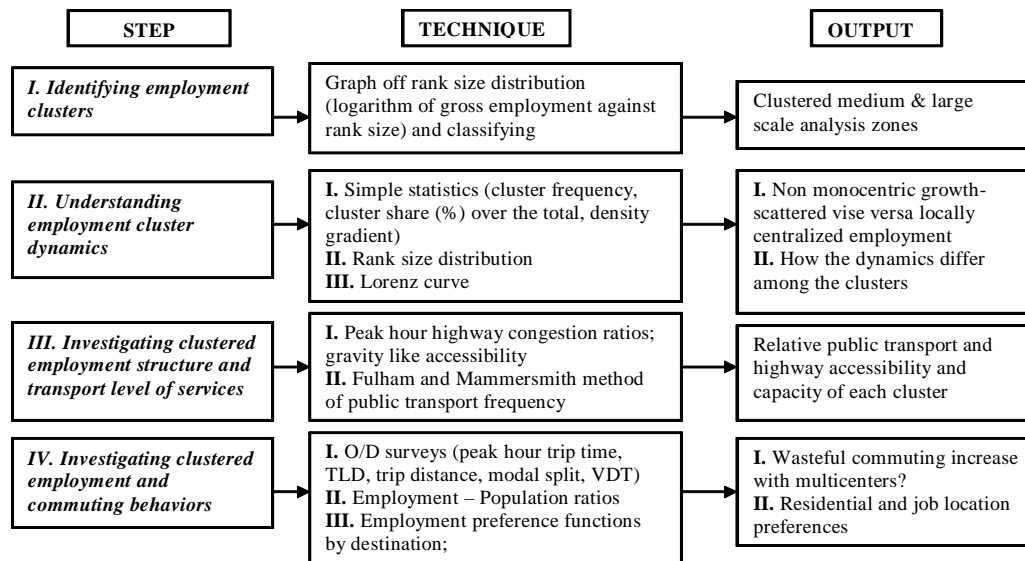 STEP
TECHNIQUE
OUTPUT
I. Identifying employment
clusters
Graph off rank size distribution
(logarithm of gross employment against
rank size) and classifying
Clustered medium & large
scale analysis zones
II. Understanding
employment cluster
dynamics
I. Simple statistics (cluster frequency,
cluster share (%) over the total, density
gradient)
II. Rank size distribution
III. Lorenz curve
I. Non monocentric growth-
scattered vise versa locally
centralized employment
II. How the dynamics differ
among the clusters
III. Investigating clustered
employment structure and
transport level of services
I. Peak hour highway congestion ratios;
gravity like accessibility
II. Fulham and Mammersmith method
of public transport frequency
Relative public transport and
highway accessibility and
capacity of each cluster
IV. Investigating clustered
employment and
commuting behaviors
I. O/D surveys (peak hour trip time,
TLD, trip distance, modal split, VDT)
II. Employment – Population ratios
III. Employment preference functions
by destination;
I. Wasteful commuting increase
with multicenters?
II. Residential and job location
preferences